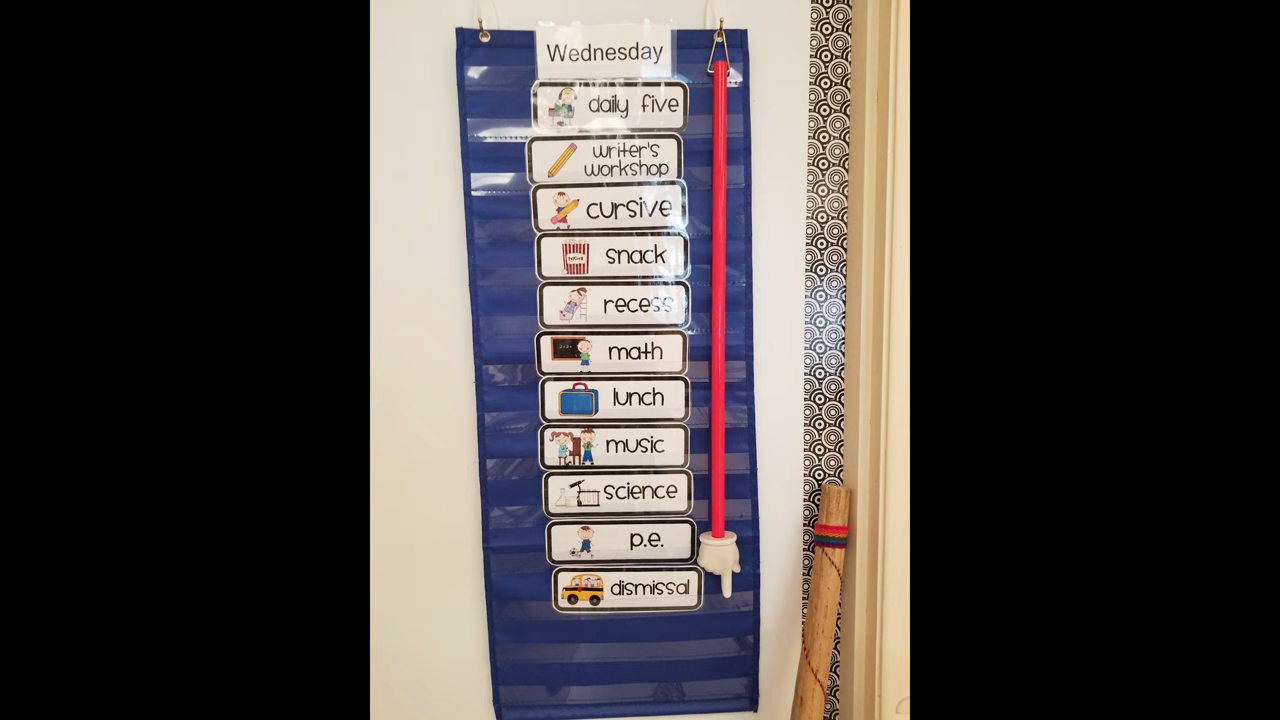 Wednesday
daily five
writer's
workshop
cursive
snack
recess
math
lunch
music
science
p.e.
dismissal